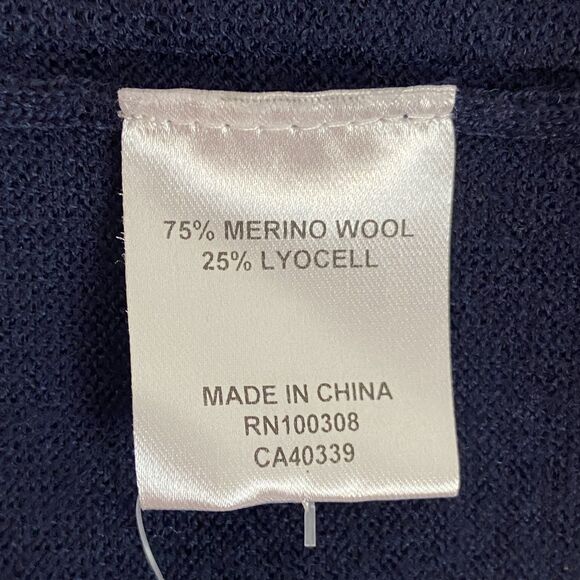 75% MERINO WOOL
25% LYOCELL
MADE IN CHINA
RN100308
CA40339